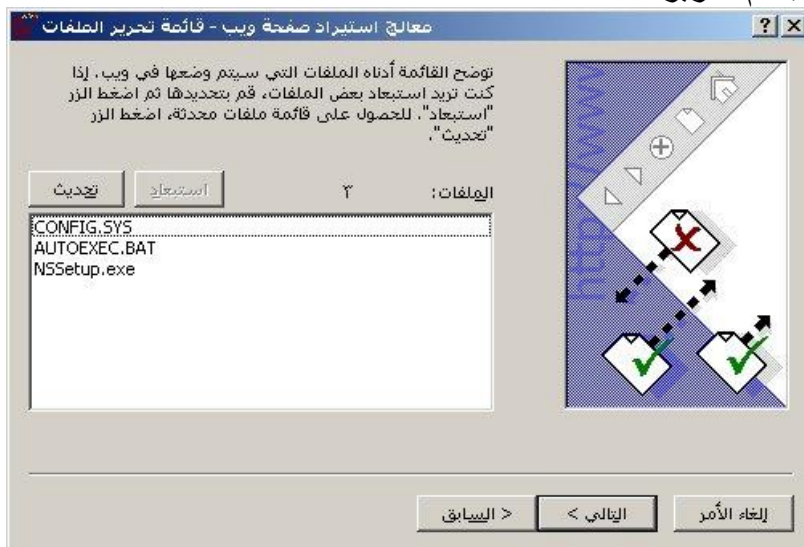 معالج استيراد صفحة ويب - قائمة تحرير الملفات
توضح القائمة أدناه الملفات التي سيتم وضعها في ويب. إذا
كنت تريد استبعاد بعض الملفات، قم بتحديدها ثم اضغط الزر
"استبعاد". للحصول على قائمة ملفات محدثة، اضغط الزر
"تحديث".
http://www
الملفات: ٣ استبعاد تحديث
CONFIG.SYS
AUTOEXEC.BAT
NSSetup.exe
إلغاء الأمر التالي > < السابق